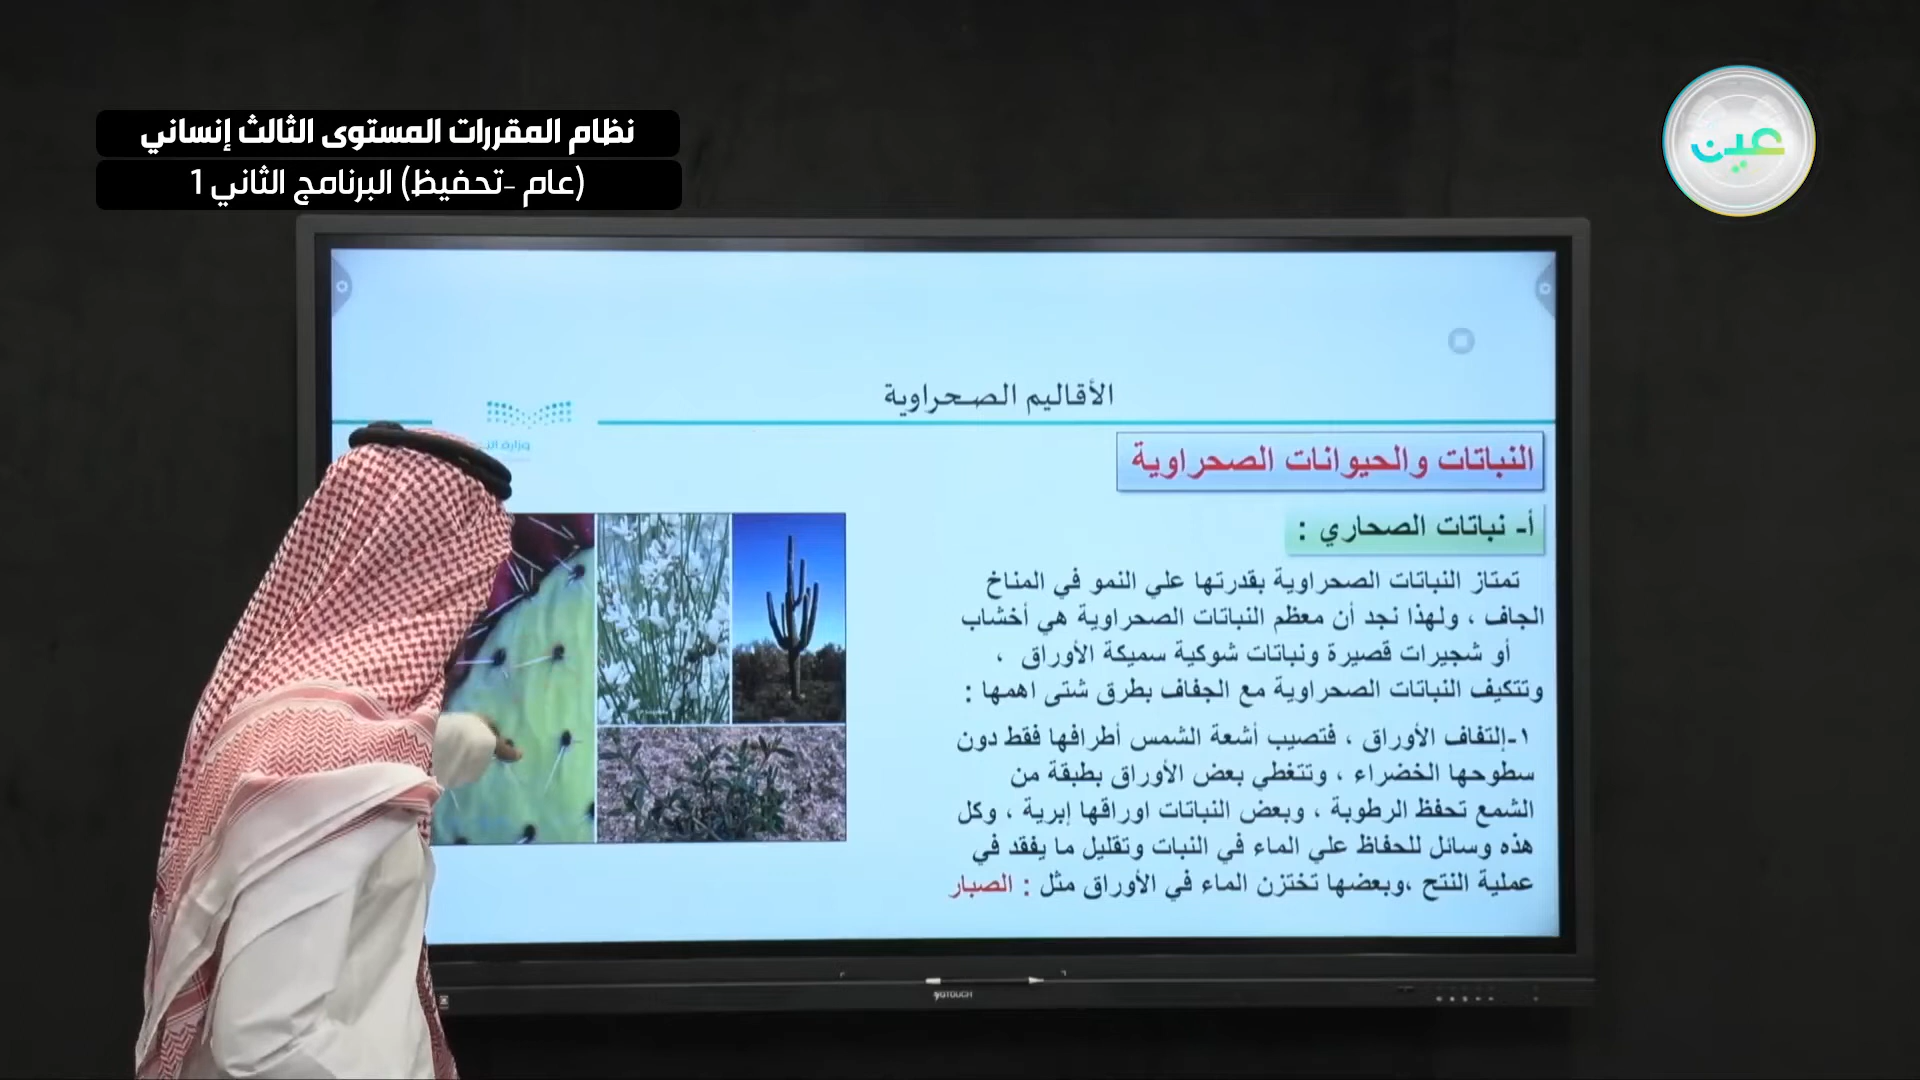 نظام المقررات المستوى الثالث إنساني
(عام -تحفيظ) البرنامج الثاني 1
عين
الأقاليم الصحراوية
النباتات والحيوانات الصحراوية
أ- نباتات الصحاري :
تمتاز النباتات الصحراوية بقدرتها علي النمو في المناخ
الجاف ، ولهذا نجد أن معظم النباتات الصحراوية هي أخشاب
أو شجيرات قصيرة ونباتات شوكية سميكة الأوراق ،
وتتكيف النباتات الصحراوية مع الجفاف بطرق شتى اهمها :
١-إلتفاف الأوراق ، فتصيب أشعة الشمس أطرافها فقط دون
سطوحها الخضراء ، وتتغطي بعض الأوراق بطبقة من
الشمع تحفظ الرطوبة ، وبعض النباتات اوراقها إبرية ، وكل
هذه وسائل للحفاظ علي الماء في النبات وتقليل ما يفقد في
عملية النتح ،وبعضها تختزن الماء في الأوراق مثل : الصبار
وزارة